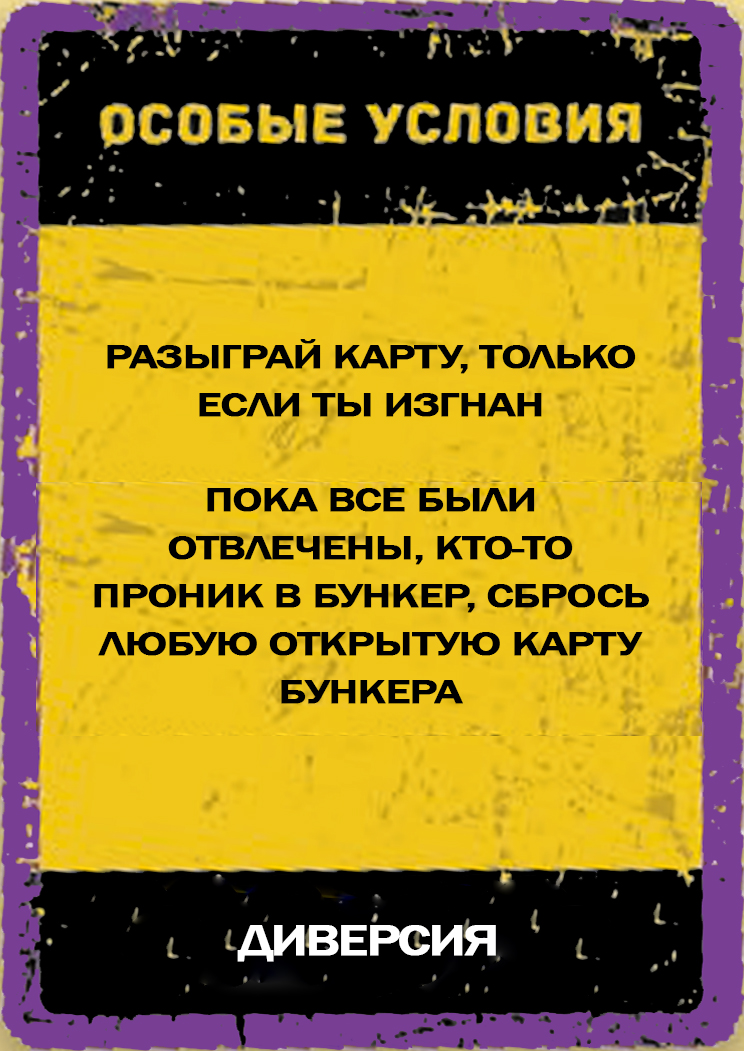 ОСОБЫЕ УСЛОВИЯ
РАЗЫГРАЙ КАРТУ, ТОЛЬКО
ЕСЛИ ТЫ ИЗГНАН
ПОКА ВСЕ БЫЛИ
ОТВЛЕЧЕНЫ, КТО-ТО
ПРОНИК В БУНКЕР, СБРОСЬ
ЛЮБУЮ ОТКРЫТУЮ КАРТУ
БУНКЕРА
ДИВЕРСИЯ